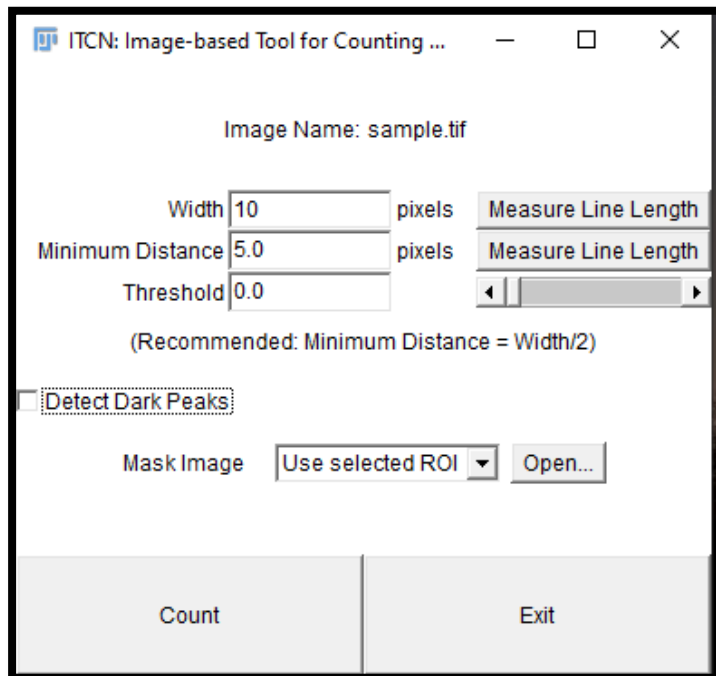 ITCN: Image-based Tool for Counting ...
Image Name: sample.tif
Width 10 pixels Measure Line Length
Minimum Distance 5.0 pixels Measure Line Length
Threshold 0.0
(Recommended: Minimum Distance = Width/2)
Detect Dark Peaks
Mask Image Use selected ROI Open...
Count Exit